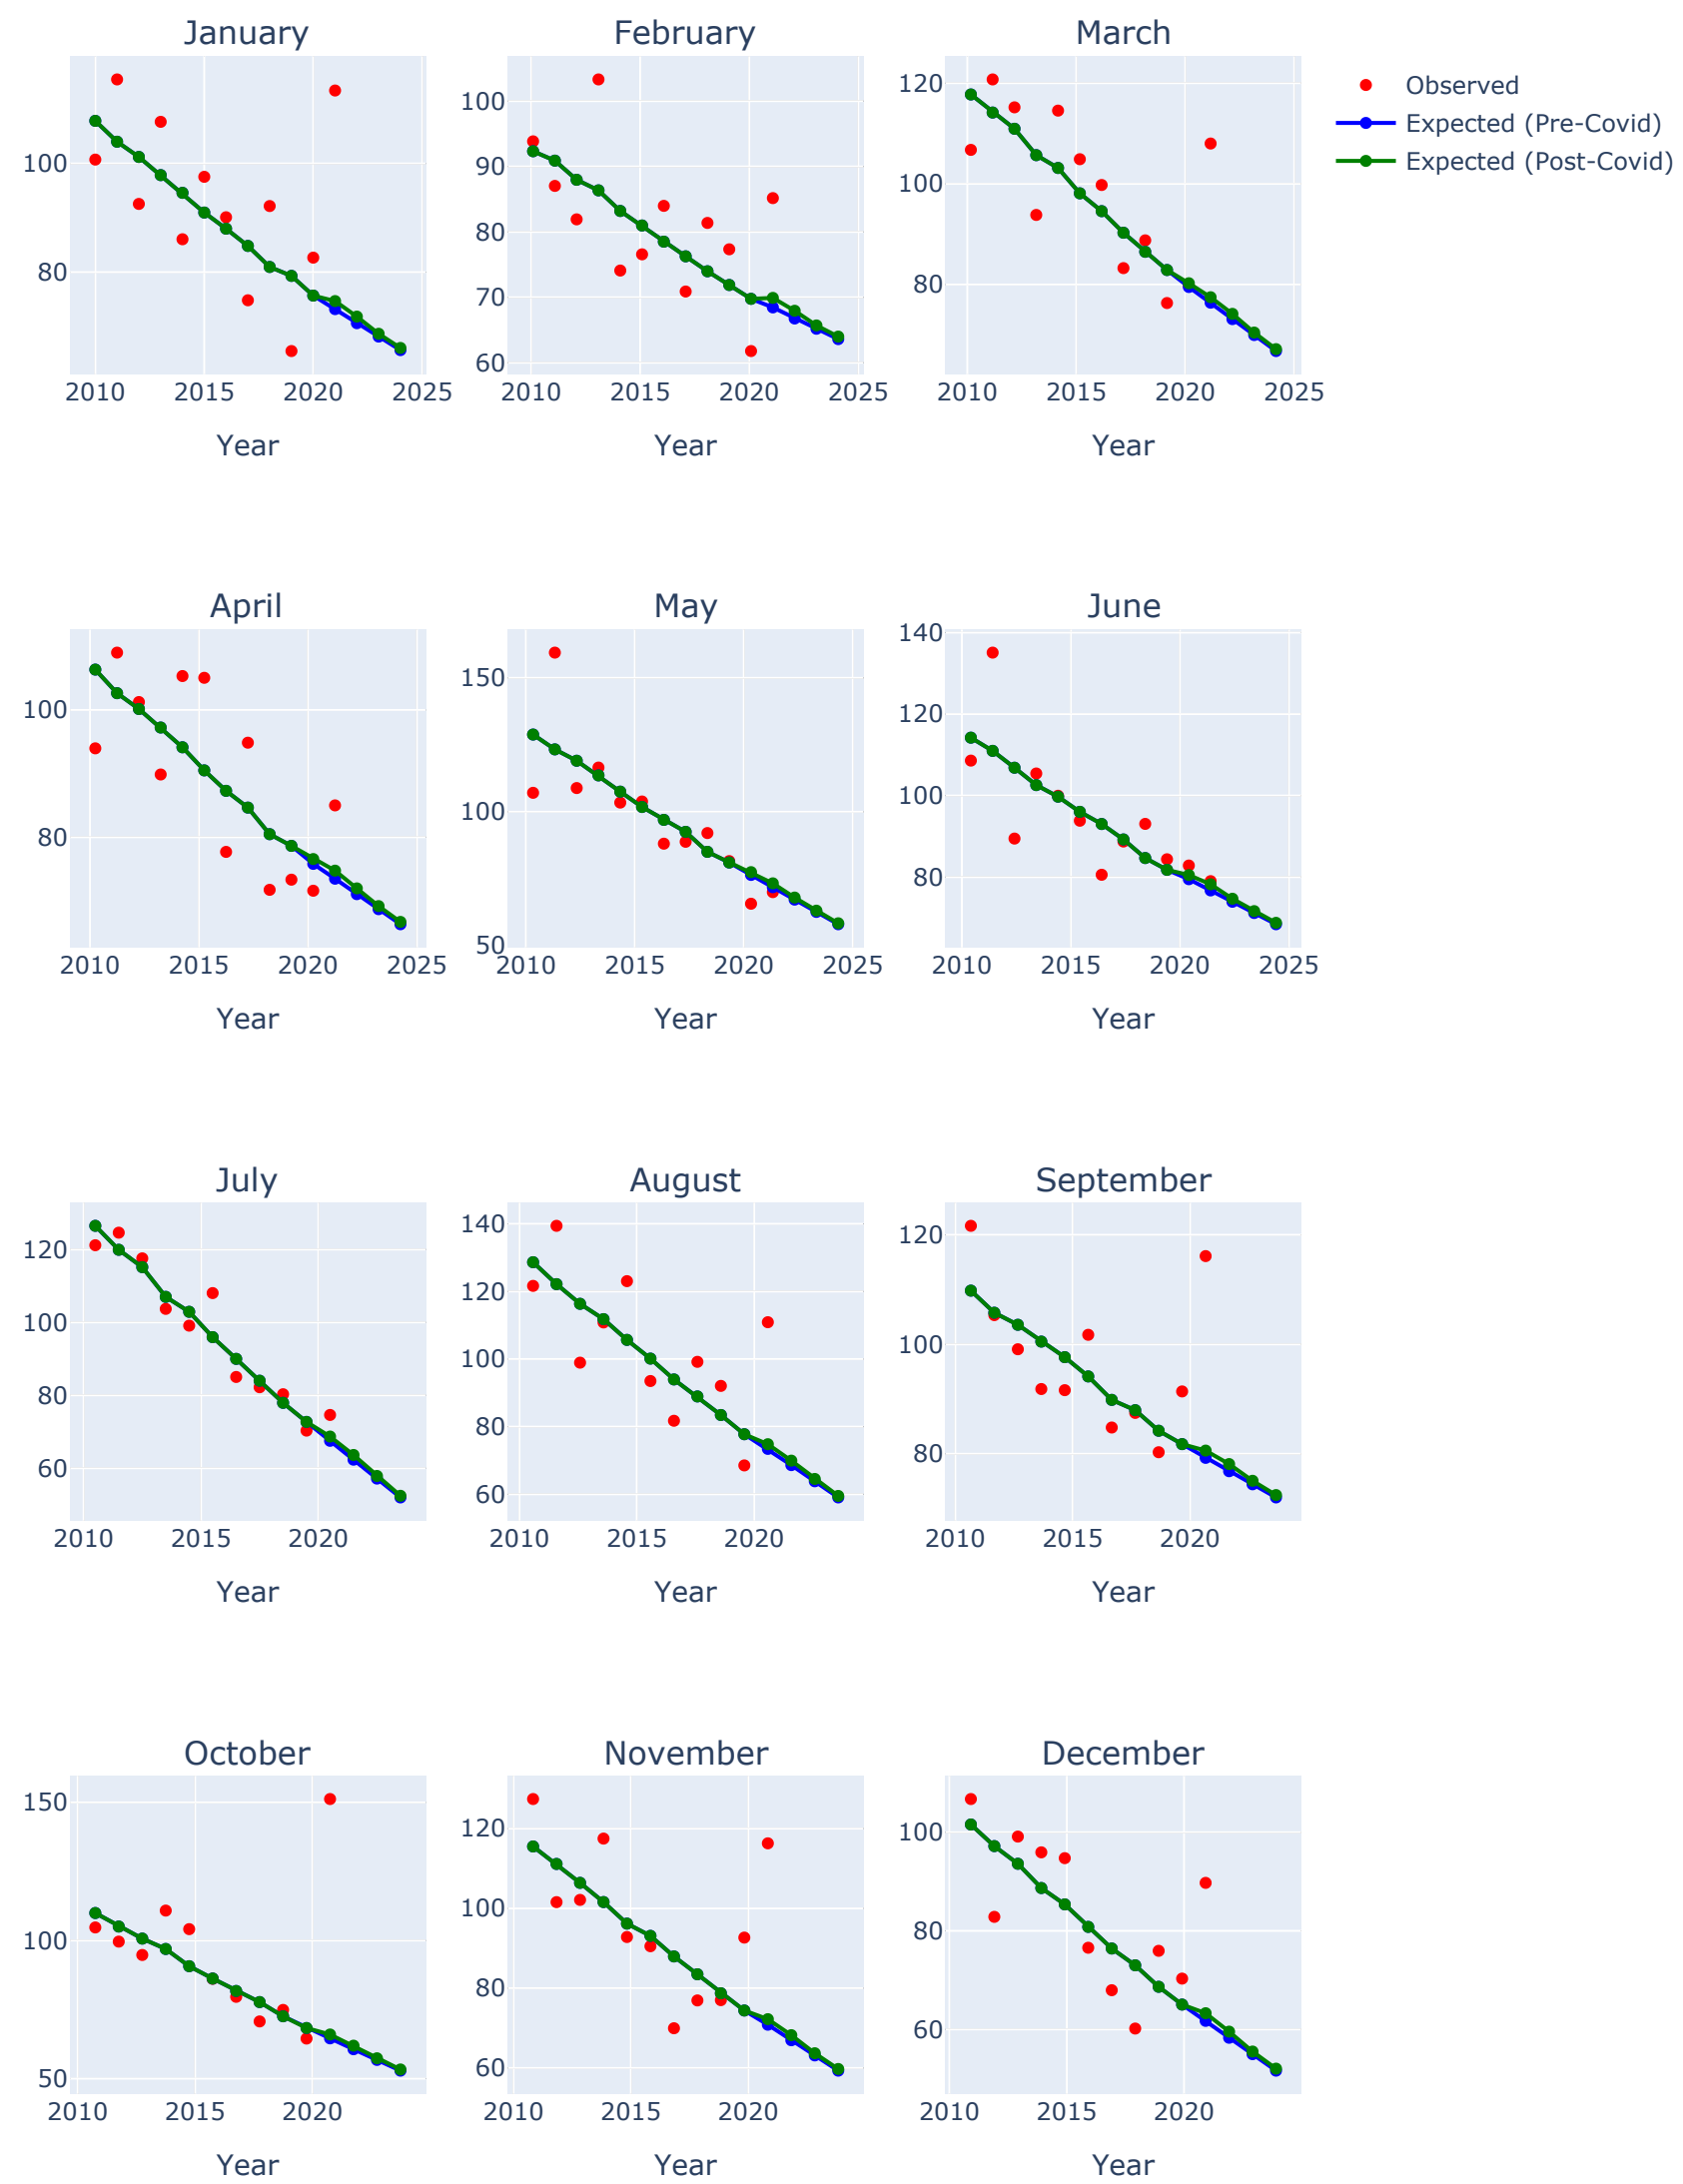 January February March
Observed
Expected (Pre-Covid)
Expected (Post-Covid)
100
80
2010 2015 2020 2025
Year
100
90
80
70
60
2010 2015 2020 2025
Year
120
100
80
2010 2015 2020 2025
Year
April May June
100
80
2010 2015 2020 2025
Year
150
100
50
2010 2015 2020 2025
Year
140
120
100
80
2010 2015 2020 2025
Year
July August September
120
100
80
60
2010 2015 2020
Year
140
120
100
80
60
2010 2015 2020
Year
120
100
80
2010 2015 2020
Year
October November December
150
100
50
2010 2015 2020
Year
120
100
80
60
2010 2015 2020
Year
100
80
60
2010 2015 2020
Year